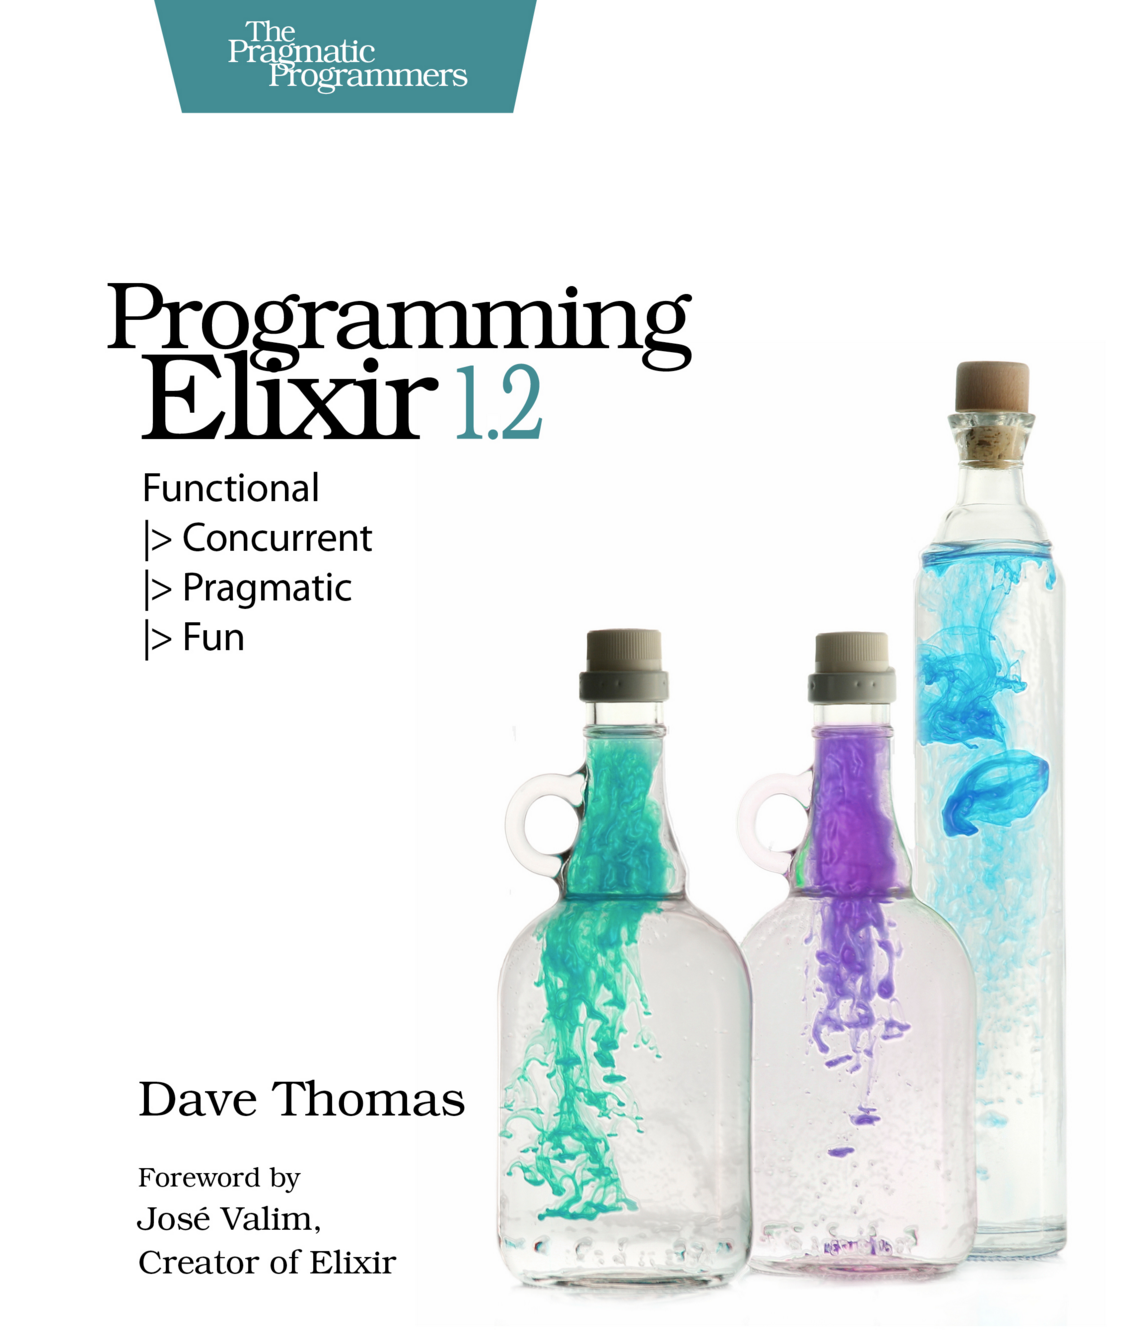 The
Pragmatic
Programmers
Programming
Elixir 1.2
Functional
|> Concurrent
|> Pragmatic
|> Fun
Dave Thomas
Foreword by
José Valim,
Creator of Elixir